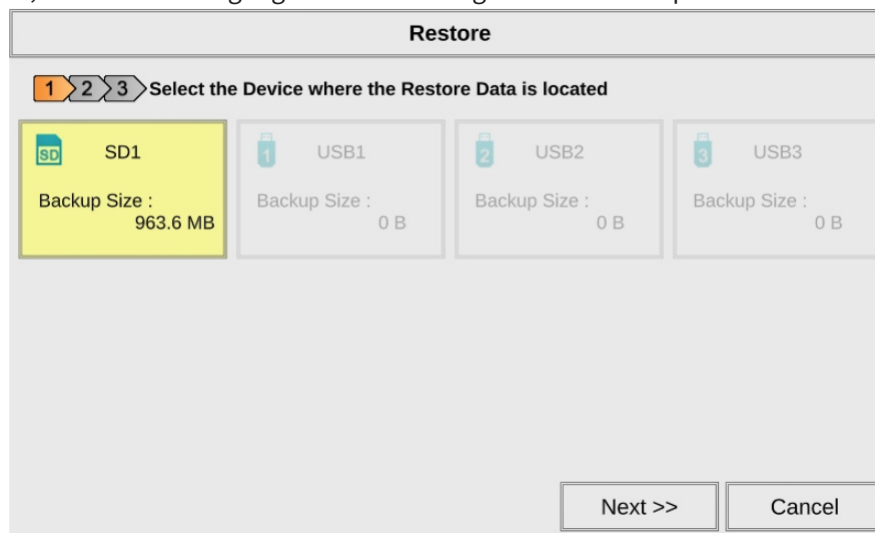 Restore
1 2 3 Select the Device where the Restore Data is located
SD SD1
Backup Size :
963.6 MB
1 USB1
Backup Size :
0 B
2 USB2
Backup Size :
0 B
3 USB3
Backup Size :
0 B
Next >>
Cancel